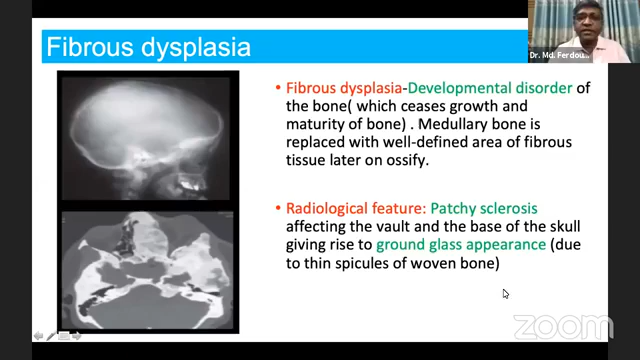 Fibrous dysplasia
Dr. Md. Ferdou...
Fibrous dysplasia-Developmental disorder of
the bone( which ceases growth and
maturity of bone) . Medullary bone is
replaced with well-defined area of fibrous
tissue later on ossify.
Radiological feature: Patchy sclerosis
affecting the vault and the base of the skull
giving rise to ground glass appearance (due
to thin spicules of woven bone)
zoom